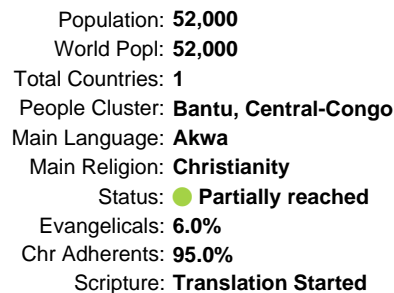 Population: 52,000
World Popl: 52,000
Total Countries: 1
People Cluster: Bantu, Central-Congo
Main Language: Akwa
Main Religion: Christianity
Status: Partially reached
Evangelicals: 6.0%
Chr Adherents: 95.0%
Scripture: Translation Started